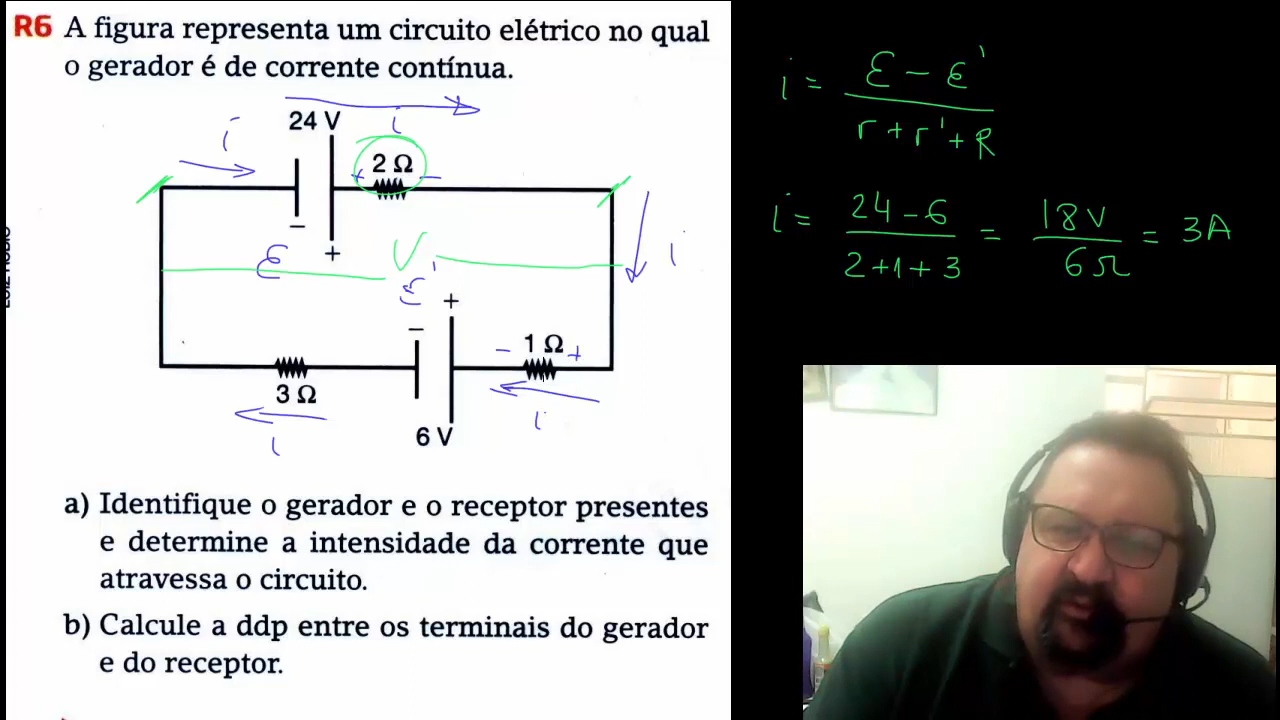 R6 A figura representa um circuito elétrico no qual
o gerador é de corrente contínua.
i
24 V
i
2 Ω
+ −
−
+
ε
V
i
ε'
+
−
− 1 Ω +
3 Ω
i
i
6 V
a) Identifique o gerador e o receptor presentes
e determine a intensidade da corrente que
atravessa o circuito.
b) Calcule a ddp entre os terminais do gerador
e do receptor.
i = ε − ε'
r + r' + R
i = 24 − 6 = 18V = 3A
2+1+3 6Ω